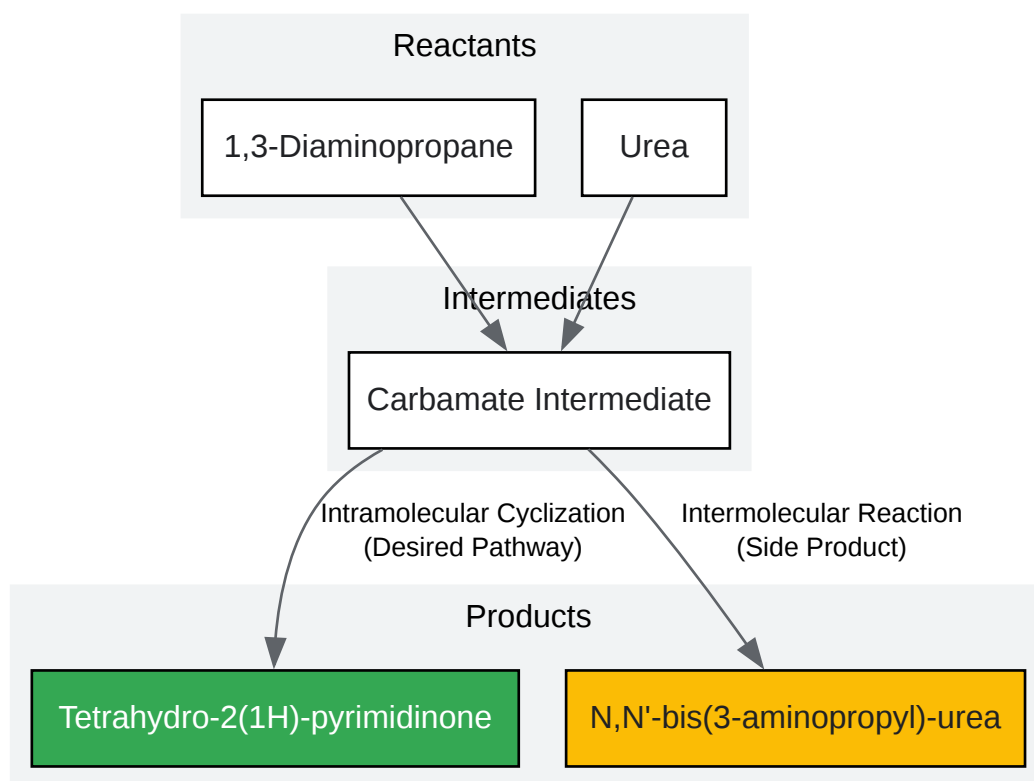 Reactants
1,3-Diaminopropane
Urea
Intermediates
Carbamate Intermediate
Intramolecular Cyclization
(Desired Pathway)
Intermolecular Reaction
(Side Product)
Products
Tetrahydro-2(1H)-pyrimidinone
N,N'-bis(3-aminopropyl)-urea